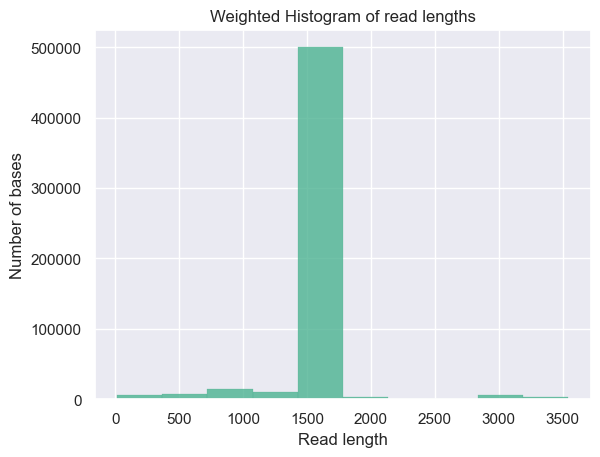 Weighted Histogram of read lengths
500000
400000
300000
200000
100000
0
Number of bases
0 500 1000 1500 2000 2500 3000 3500
Read length